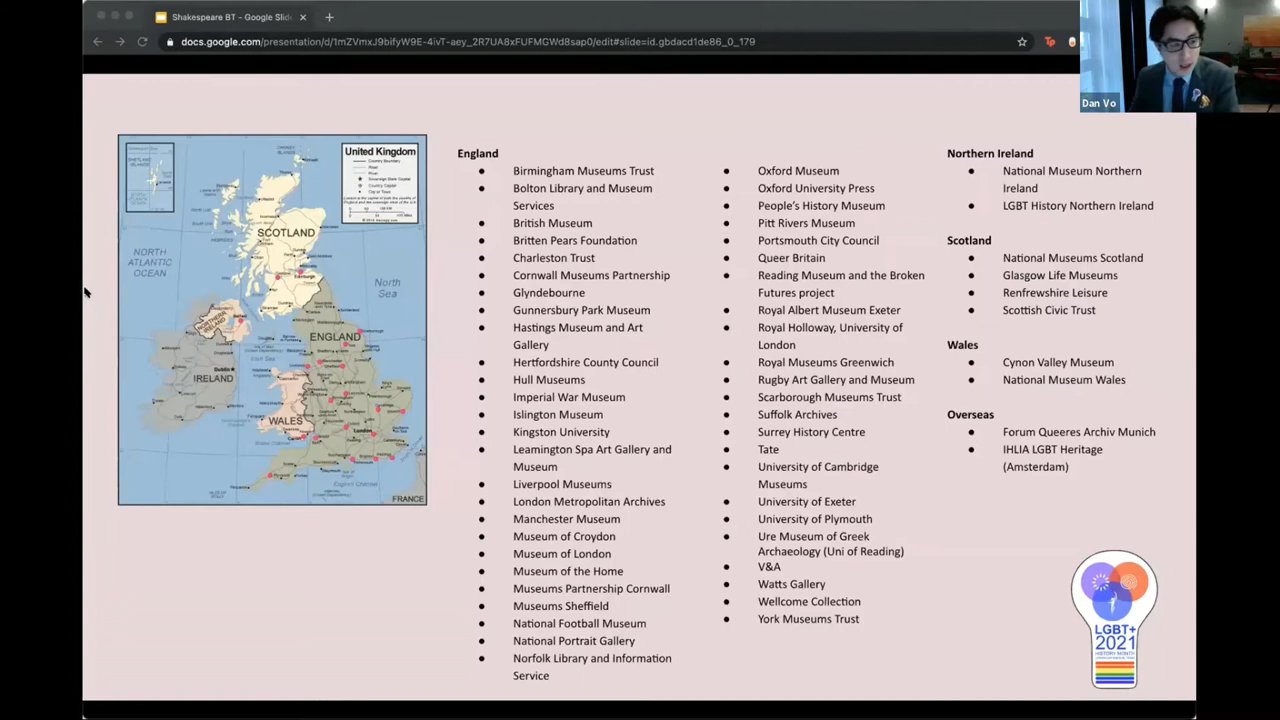 Shakespeare BT - Google Slid
docs.google.com/presentation/d/1mZVmxJ9bifyW9E-4ivT-aey_2R7UA8xFUFMGWd8sap0/edit#slide=id.gbdacd1de86_0_179
Dan Vo
United Kingdom
SCOTLAND
NORTH
ATLANTIC
OCEAN
North
Sea
NORTHERN
IRELAND
ENGLAND
IRELAND
Dublin
WALES
London
FRANCE
England
Birmingham Museums Trust
Bolton Library and Museum
Services
British Museum
Britten Pears Foundation
Charleston Trust
Cornwall Museums Partnership
Glyndebourne
Gunnersbury Park Museum
Hastings Museum and Art
Gallery
Hertfordshire County Council
Hull Museums
Imperial War Museum
Islington Museum
Kingston University
Leamington Spa Art Gallery and
Museum
Liverpool Museums
London Metropolitan Archives
Manchester Museum
Museum of Croydon
Museum of London
Museum of the Home
Museums Partnership Cornwall
Museums Sheffield
National Football Museum
National Portrait Gallery
Norfolk Library and Information
Service
Oxford Museum
Oxford University Press
People's History Museum
Pitt Rivers Museum
Portsmouth City Council
Queer Britain
Reading Museum and the Broken
Futures project
Royal Albert Museum Exeter
Royal Holloway, University of
London
Royal Museums Greenwich
Rugby Art Gallery and Museum
Scarborough Museums Trust
Suffolk Archives
Surrey History Centre
Tate
University of Cambridge
Museums
University of Exeter
University of Plymouth
Ure Museum of Greek
Archaeology (Uni of Reading)
V&A
Watts Gallery
Wellcome Collection
York Museums Trust
Northern Ireland
National Museum Northern
Ireland
LGBT History Northern Ireland
Scotland
National Museums Scotland
Glasgow Life Museums
Renfrewshire Leisure
Scottish Civic Trust
Wales
Cynon Valley Museum
National Museum Wales
Overseas
Forum Queeres Archiv Munich
IHLIA LGBT Heritage
(Amsterdam)
LGBT+
2021
HISTORY MONTH